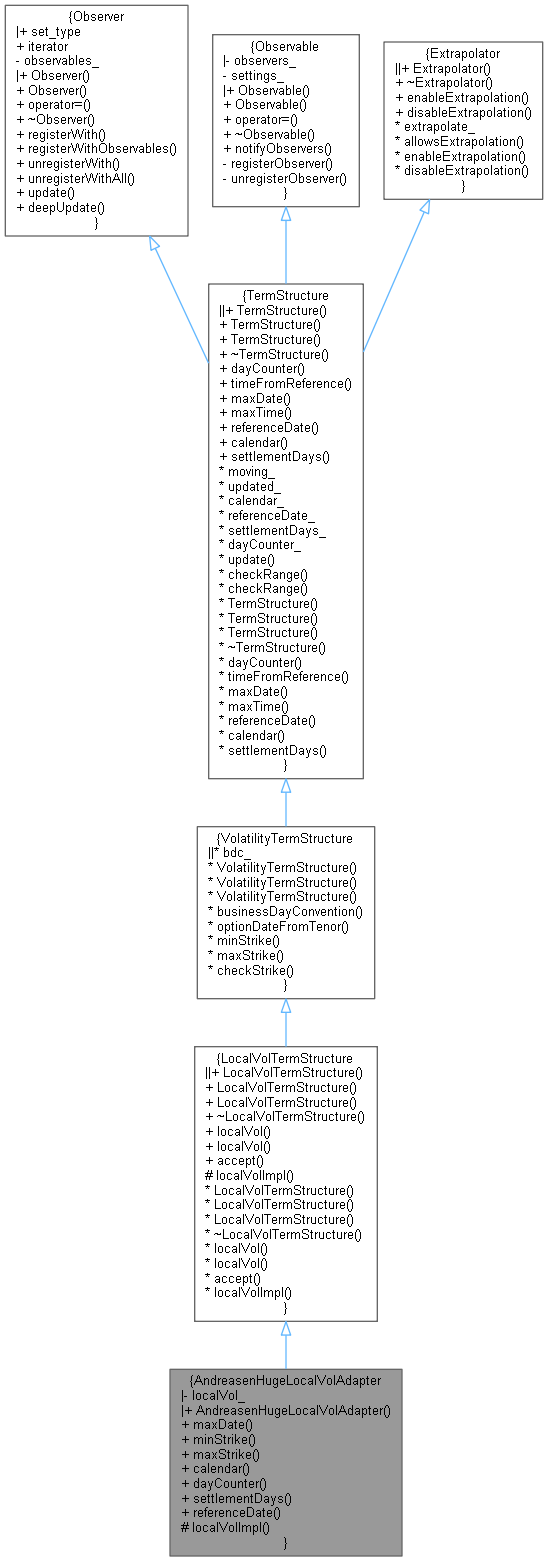 {Observer
|+ set_type
+ iterator
- observables_
|+ Observer()
+ Observer()
+ operator=()
+ ~Observer()
+ registerWith()
+ registerWithObservables()
+ unregisterWith()
+ unregisterWithAll()
+ update()
+ deepUpdate()
}
{Observable
|- observers_
- settings_
|+ Observable()
+ Observable()
+ operator=()
+ ~Observable()
+ notifyObservers()
- registerObserver()
- unregisterObserver()
}
{Extrapolator
||+ Extrapolator()
+ ~Extrapolator()
+ enableExtrapolation()
+ disableExtrapolation()
* extrapolate_
* allowsExtrapolation()
* enableExtrapolation()
* disableExtrapolation()
}
{TermStructure
||+ TermStructure()
+ TermStructure()
+ TermStructure()
+ ~TermStructure()
+ dayCounter()
+ timeFromReference()
+ maxDate()
+ maxTime()
+ referenceDate()
+ calendar()
+ settlementDays()
* moving_
* updated_
* calendar_
* referenceDate_
* settlementDays_
* dayCounter_
* update()
* checkRange()
* checkRange()
* TermStructure()
* TermStructure()
* TermStructure()
* ~TermStructure()
* dayCounter()
* timeFromReference()
* maxDate()
* maxTime()
* referenceDate()
* calendar()
* settlementDays()
}
{VolatilityTermStructure
||* bdc_
* VolatilityTermStructure()
* VolatilityTermStructure()
* VolatilityTermStructure()
* businessDayConvention()
* optionDateFromTenor()
* minStrike()
* maxStrike()
* checkStrike()
}
{LocalVolTermStructure
||+ LocalVolTermStructure()
+ LocalVolTermStructure()
+ LocalVolTermStructure()
+ ~LocalVolTermStructure()
+ localVol()
+ localVol()
+ accept()
# localVolImpl()
* LocalVolTermStructure()
* LocalVolTermStructure()
* LocalVolTermStructure()
* ~LocalVolTermStructure()
* localVol()
* localVol()
* accept()
* localVolImpl()
}
{AndreasenHugeLocalVolAdapter
|- localVol_
|+ AndreasenHugeLocalVolAdapter()
+ maxDate()
+ minStrike()
+ maxStrike()
+ calendar()
+ dayCounter()
+ settlementDays()
+ referenceDate()
# localVolImpl()
}